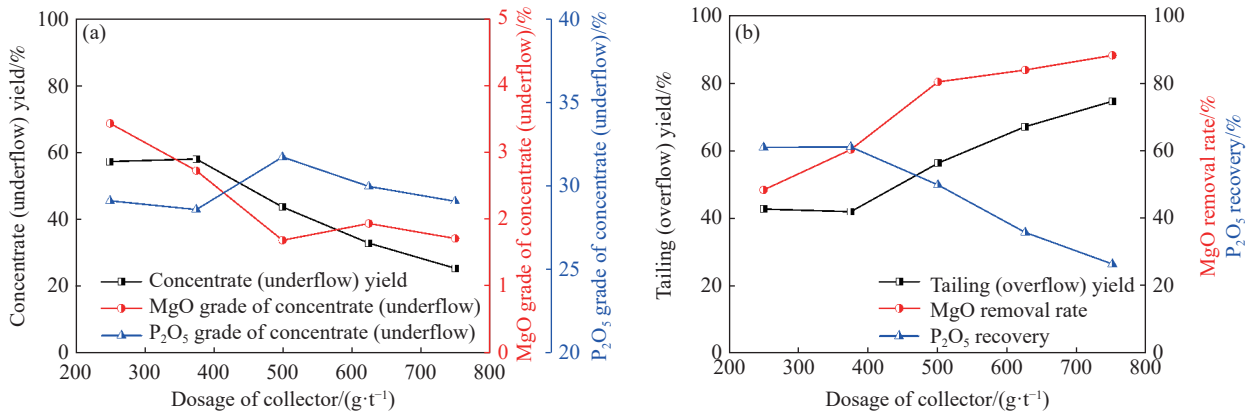 (a)
100
80
60
40
20
0
Concentrate (underflow) yield/%
5
4
3
2
1
0
MgO grade of concentrate (underflow)/%
40
35
30
25
20
P₂O₅ grade of concentrate (underflow)/%
Concentrate (underflow) yield
MgO grade of concentrate (underflow)
P₂O₅ grade of concentrate (underflow)
200 300 400 500 600 700 800
Dosage of collector/(g·t⁻¹)
(b)
100
80
60
40
20
0
Tailing (overflow) yield/%
100
80
60
40
20
0
MgO removal rate/%
P₂O₅ recovery/%
Tailing (overflow) yield
MgO removal rate
P₂O₅ recovery
200 300 400 500 600 700 800
Dosage of collector/(g·t⁻¹)